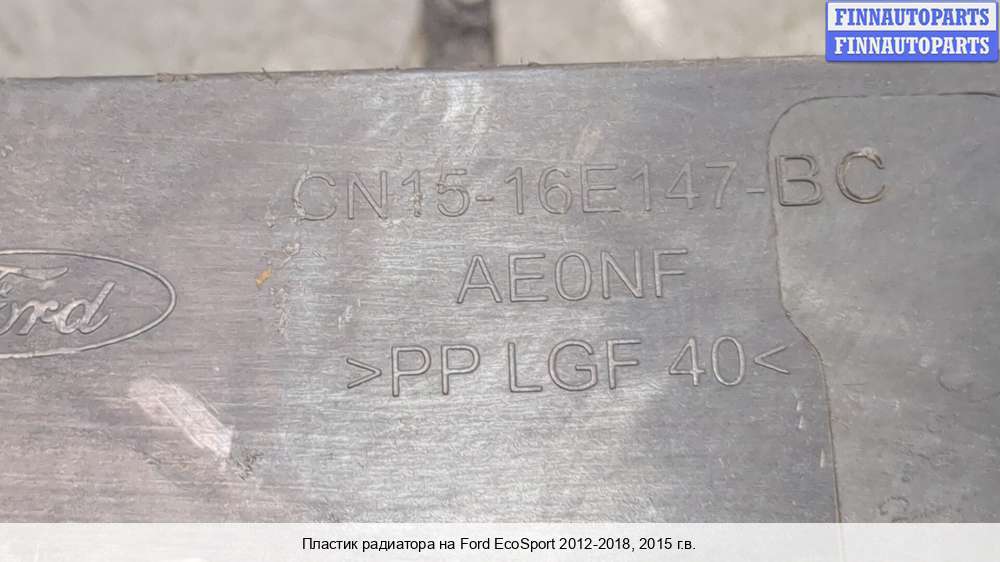 FINNAUTOPARTS
FINNAUTOPARTS
CN15-16E147-BC
AE0NF
Ford
>PP LGF 40<
Пластик радиатора на Ford EcoSport 2012-2018, 2015 г.в.